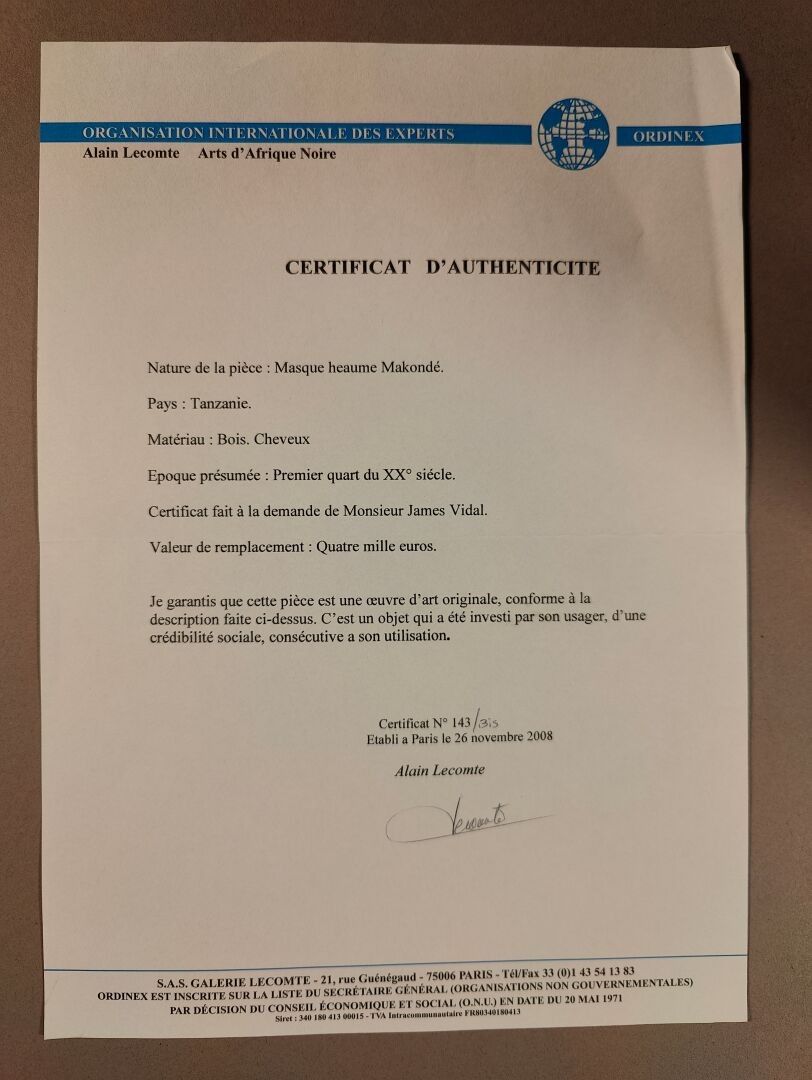 ORGANISATION INTERNATIONALE DES EXPERTS
ORDINEX
Alain Lecomte Arts d'Afrique Noire
CERTIFICAT D'AUTHENTICITE
Nature de la pièce : Masque heaume Makondé.
Pays : Tanzanie.
Matériau : Bois. Cheveux
Epoque présumée : Premier quart du XX° siécle.
Certificat fait à la demande de Monsieur James Vidal.
Valeur de remplacement : Quatre mille euros.
Je garantis que cette pièce est une œuvre d'art originale, conforme à la
description faite ci-dessus. C'est un objet qui a été investi par son usager, d'une
crédibilité sociale, consécutive a son utilisation.
Certificat N° 143/Bis
Etabli a Paris le 26 novembre 2008
Alain Lecomte
Lecomte
S.A.S. GALERIE LECOMTE - 21, rue Guénégaud - 75006 PARIS - Tél/Fax 33 (0)1 43 54 13 83
ORDINEX EST INSCRITE SUR LA LISTE DU SECRÉTAIRE GÉNÉRAL (ORGANISATIONS NON GOUVERNEMENTALES)
PAR DÉCISION DU CONSEIL ÉCONOMIQUE ET SOCIAL (O.N.U.) EN DATE DU 20 MAI 1971
Siret : 340 180 413 00015 - TVA Intracommunautaire FR80340180413